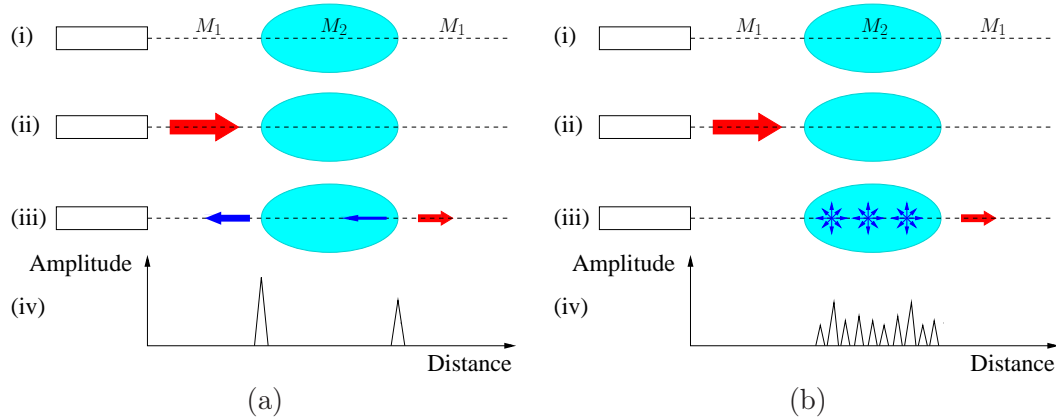 (i) M₁ M₂ M₁
(ii)
(iii)
Amplitude
(iv)
Distance
(a)
(i) M₁ M₂ M₁
(ii)
(iii)
Amplitude
(iv)
Distance
(b)